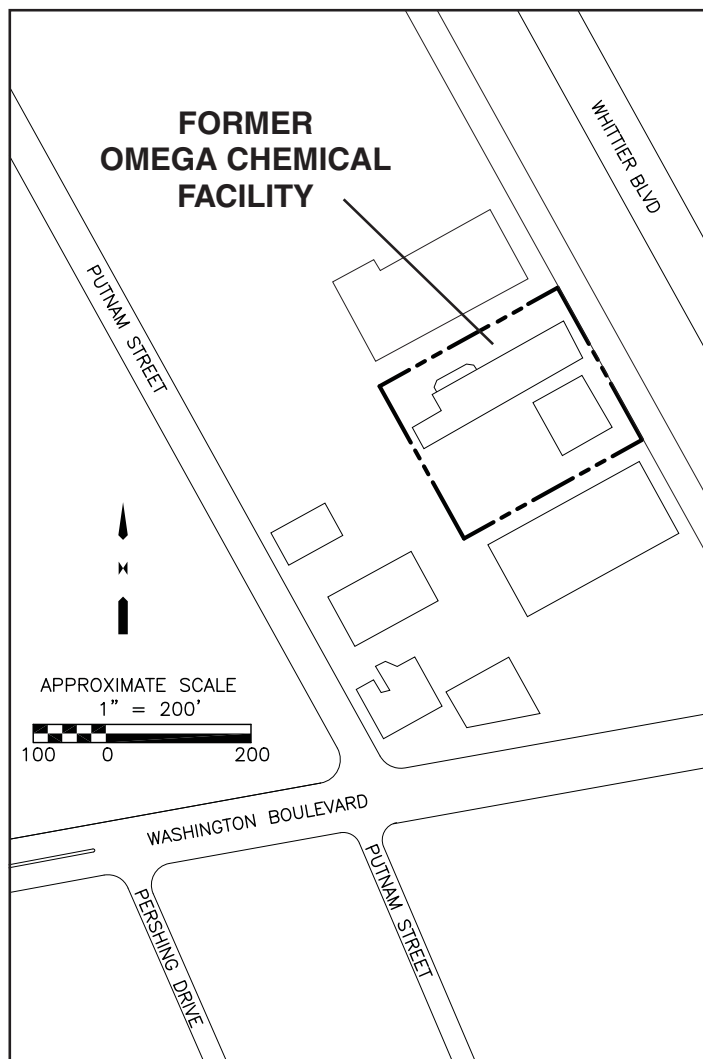 FORMER
OMEGA CHEMICAL
FACILITY
WHITTIER BLVD
PUTNAM STREET
APPROXIMATE SCALE
1" = 200'
100 0 200
WASHINGTON BOULEVARD
PUTNAM STREET
PERSHING DRIVE